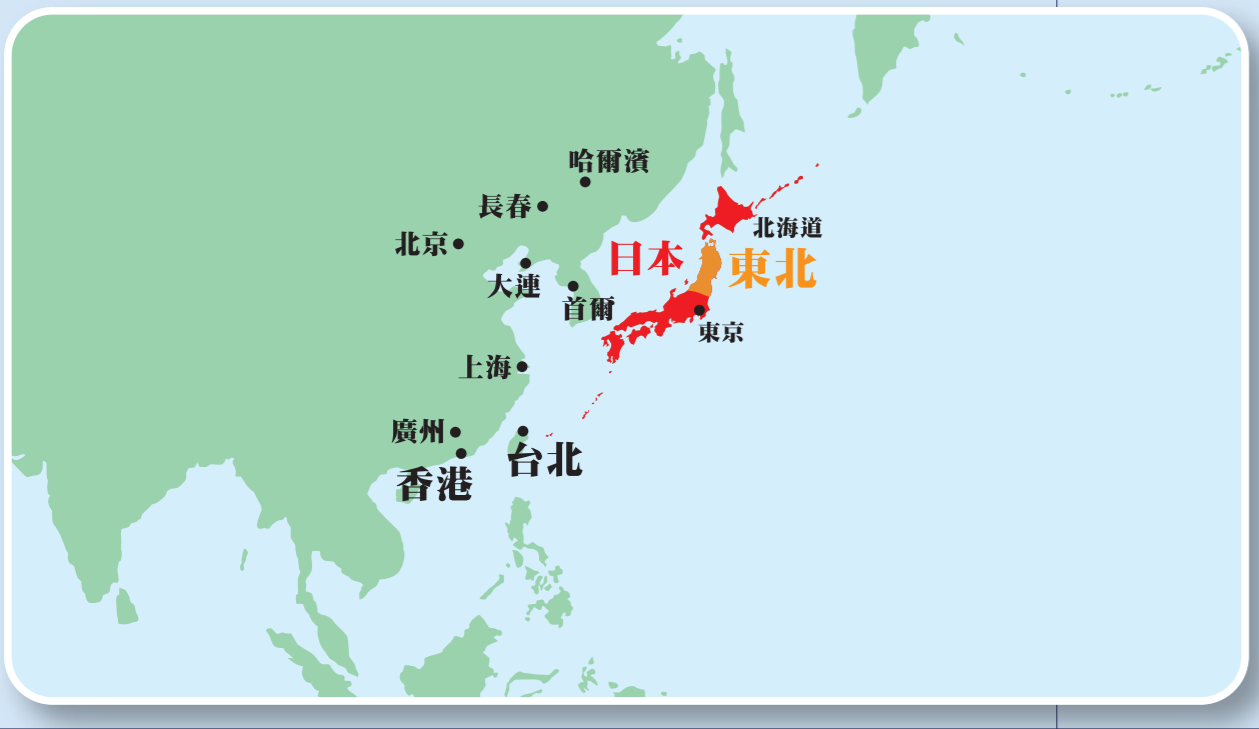 哈爾濱
長春
北海道
北京
日本
東北
大連
首爾
東京
上海
廣州
台北
香港